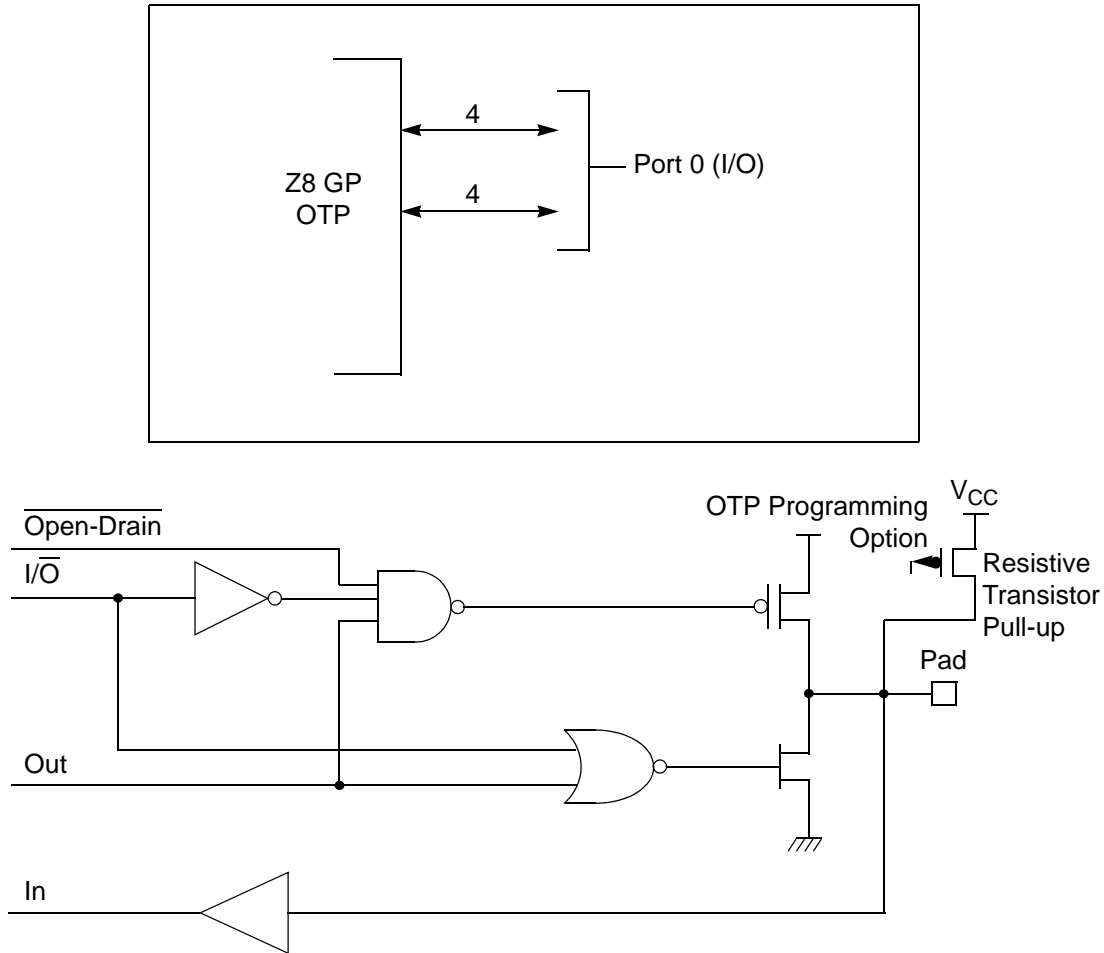 4
Port 0 (I/O)
Z8 GP
OTP
4
Open-Drain
I/O
OTP Programming
Option
VCC
Resistive
Transistor
Pull-up
Pad
Out
In